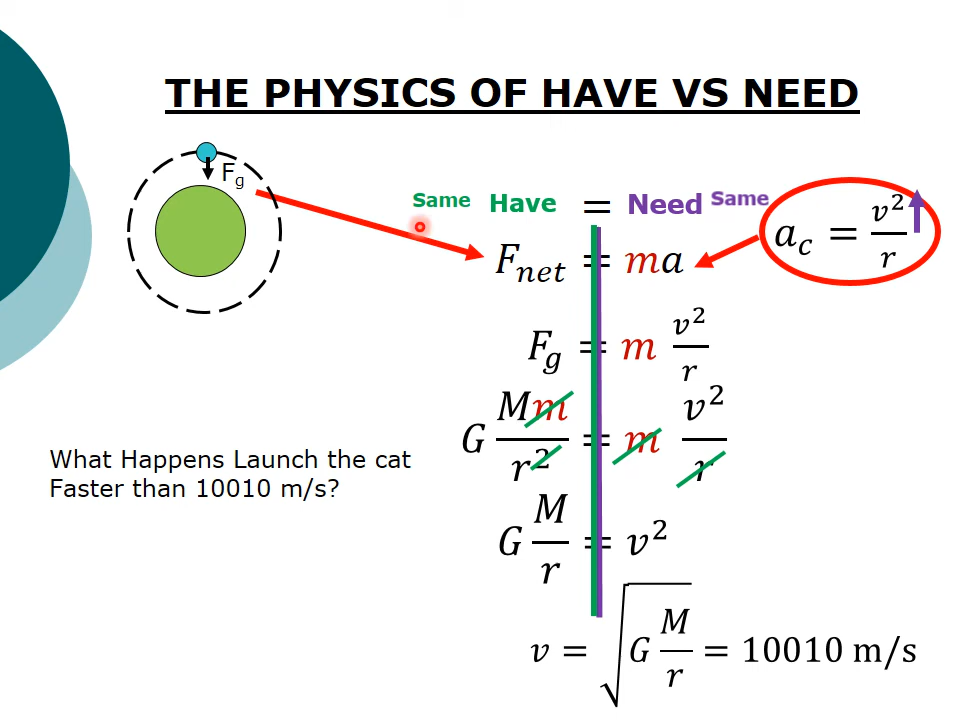 THE PHYSICS OF HAVE VS NEED
F_g
Same Have = Need Same
F_net = ma
a_c = v²/r
F_g = m v²/r
G Mm/r² = m v²/r
What Happens Launch the cat
Faster than 10010 m/s?
G M/r = v²
v = √(G M/r) = 10010 m/s